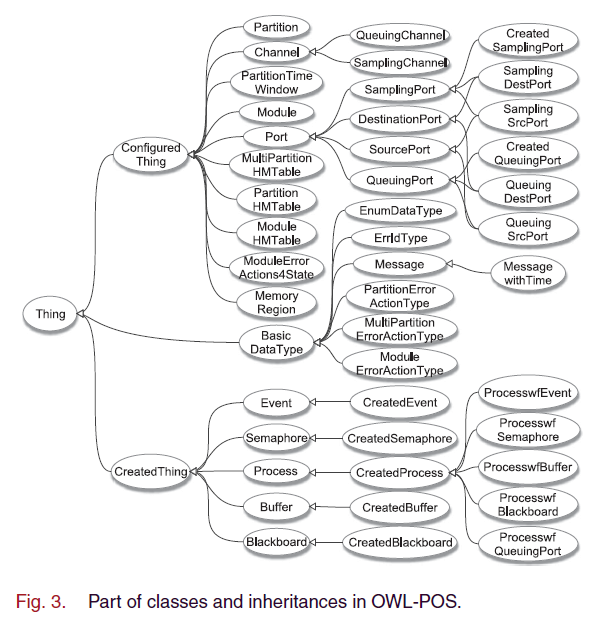 Partition
Channel
PartitionTime
Window
Module
Port
MultiPartition
HMTable
Partition
HMTable
Module
HMTable
ModuleError
Actions4State
Memory
Region
Configured
Thing
QueuingChannel
SamplingChannel
SamplingPort
DestinationPort
SourcePort
QueuingPort
Created
SamplingPort
Sampling
DestPort
Sampling
SrcPort
Created
QueuingPort
Queuing
DestPort
Queuing
SrcPort
EnumDataType
ErrIdType
Message
PartitionError
ActionType
MultiPartition
ErrorActionType
Module
ErrorActionType
Message
withTime
Thing
Basic
DataType
CreatedThing
Event
Semaphore
Process
Buffer
Blackboard
CreatedEvent
CreatedSemaphore
CreatedProcess
CreatedBuffer
CreatedBlackboard
ProcesswfEvent
Processwf
Semaphore
ProcesswfBuffer
Processwf
Blackboard
Processwf
QueuingPort
Fig. 3. Part of classes and inheritances in OWL-POS.